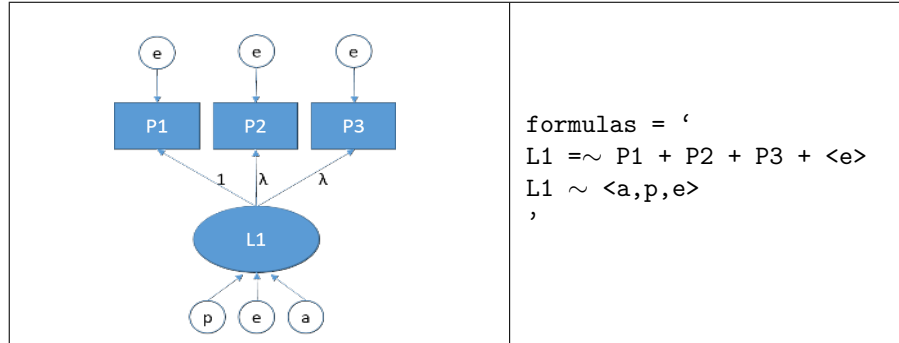 e e e
P1 P2 P3
1 λ λ
L1
p e a
formulas = ‘
L1 =∼ P1 + P2 + P3 + <e>
L1 ∼ <a,p,e>
’